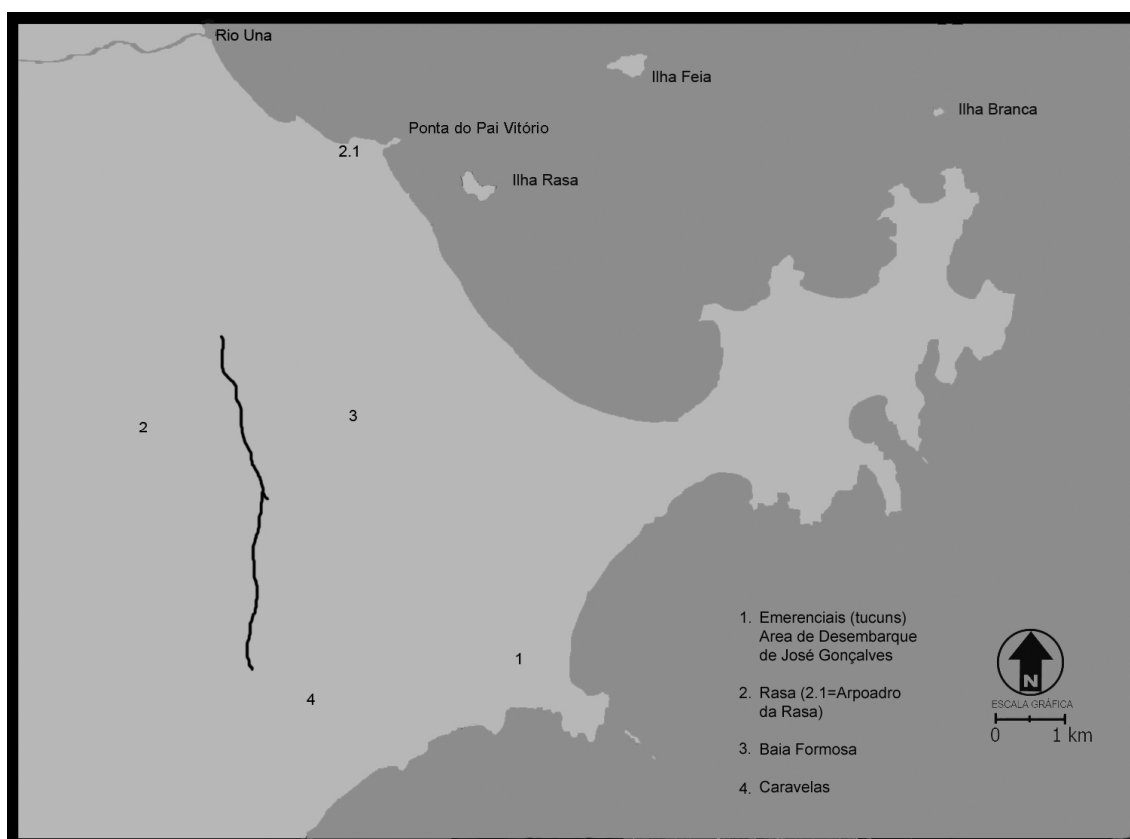 Rio Una
Ilha Feia
Ilha Branca
Ponta do Pai Vitório
2.1
Ilha Rasa
3
2
1
4
1. Emerenciais (tucuns)
Area de Desembarque
de José Gonçalves
2. Rasa (2.1=Arpoadro
da Rasa)
3. Baia Formosa
4. Caravelas
N
ESCALA GRÁFICA
0 1 km